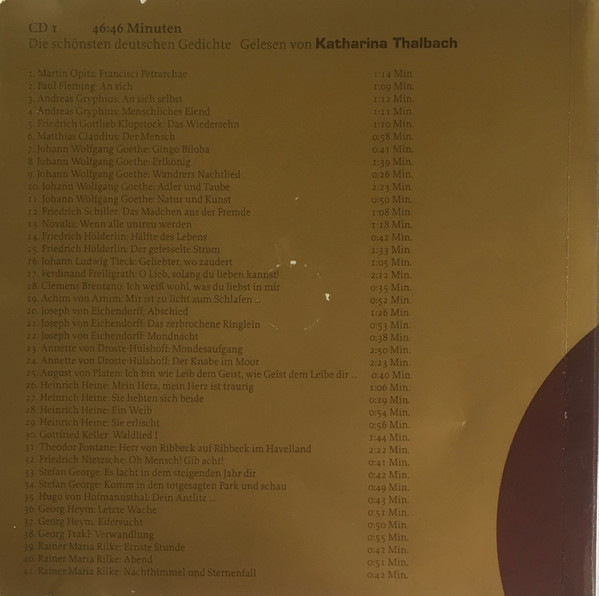 CD 1 46:46 Minuten
Die schönsten deutschen Gedichte Gelesen von Katharina Thalbach
1. Martin Opitz: Francisci Petrarchae 1:14 Min.
2. Paul Fleming: An sich 1:09 Min.
3. Andreas Gryphius: An sich selbst 1:12 Min.
4. Andreas Gryphius: Menschliches Elend 1:11 Min.
5. Friedrich Gottlieb Klopstock: Das Wiedersehn 1:10 Min.
6. Matthias Claudius: Der Mensch 0:58 Min.
7. Johann Wolfgang Goethe: Gingo Biloba 0:41 Min.
8. Johann Wolfgang Goethe: Erlkönig 1:39 Min.
9. Johann Wolfgang Goethe: Wandrers Nachtlied 0:26 Min.
10. Johann Wolfgang Goethe: Adler und Taube 2:23 Min.
11. Johann Wolfgang Goethe: Natur und Kunst 0:50 Min.
12. Friedrich Schiller: Das Mädchen aus der Fremde 1:08 Min.
13. Novalis: Wenn alle untreu werden 1:18 Min.
14. Friedrich Hölderlin: Hälfte des Lebens 0:42 Min.
15. Friedrich Hölderlin: Der gefesselte Strom 1:33 Min.
16. Johann Ludwig Tieck: Geliebter, wo zaudert 1:05 Min.
17. Ferdinand Freiligrath: O Lieb, solang du lieben kannst! 2:12 Min.
18. Clemens Brentano: Ich weiß wohl, was du liebst in mir 0:35 Min.
19. Achim von Arnim: Mir ist zu licht zum Schlafen ... 0:52 Min.
20. Joseph von Eichendorff: Abschied 1:26 Min.
21. Joseph von Eichendorff: Das zerbrochene Ringlein 0:53 Min.
22. Joseph von Eichendorff: Mondnacht 0:38 Min.
23. Annette von Droste-Hülshoff: Mondesaufgang 2:50 Min.
24. Annette von Droste-Hülshoff: Der Knabe im Moor 2:23 Min.
25. August von Platen: Ich bin wie Leib dem Geist, wie Geist dem Leibe dir ... 0:40 Min.
26. Heinrich Heine: Mein Herz, mein Herz ist traurig 1:06 Min.
27. Heinrich Heine: Sie liebten sich beide 0:29 Min.
28. Heinrich Heine: Ein Weib 0:54 Min.
29. Heinrich Heine: Sie erlischt 0:56 Min.
30. Gottfried Keller: Waldlied I 1:44 Min.
31. Theodor Fontane: Herr von Ribbeck auf Ribbeck im Havelland 2:22 Min.
32. Friedrich Nietzsche: Oh Mensch! Gib acht! 0:41 Min.
33. Stefan George: Es lacht in dem steigenden Jahr dir 0:42 Min.
34. Stefan George: Komm in den totgesagten Park und schau 0:49 Min.
35. Hugo von Hofmannsthal: Dein Antlitz ... 0:43 Min.
36. Georg Heym: Letzte Wache 0:51 Min.
37. Georg Heym: Eifersucht 0:50 Min.
38. Georg Trakl: Verwandlung 0:55 Min.
39. Rainer Maria Rilke: Ernste Stunde 0:42 Min.
40. Rainer Maria Rilke: Abend 0:51 Min.
41. Rainer Maria Rilke: Nachthimmel und Sternenfall 0:42 Min.